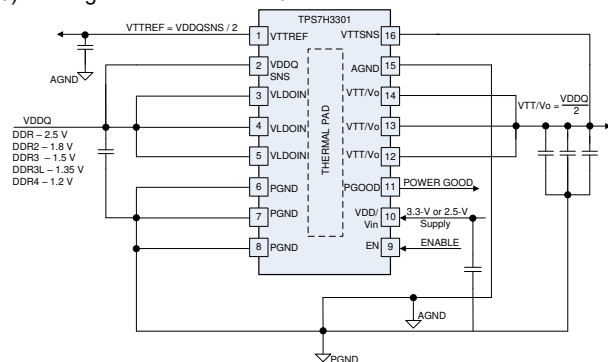 TPS7H3301
VTTREF = VDDQSNS / 2
1 VTTREF
VTTSNS 16
AGND
2 VDDQ
SNS
AGND 15
3 VLDOIN
VTT/Vo 14
VTT/Vo = VDDQ
2
VDDQ
4 VLDOIN
VTT/Vo 13
DDR – 2.5 V
DDR2 – 1.8 V
DDR3 – 1.5 V
DDR3L – 1.35 V
DDR4 – 1.2 V
5 VLDOIN
VTT/Vo 12
THERMAL PAD
6 PGND
PGOOD 11
POWER GOOD
7 PGND
VDD/
Vin
10
3.3-V or 2.5-V
Supply
8 PGND
EN 9
ENABLE
AGND
PGND